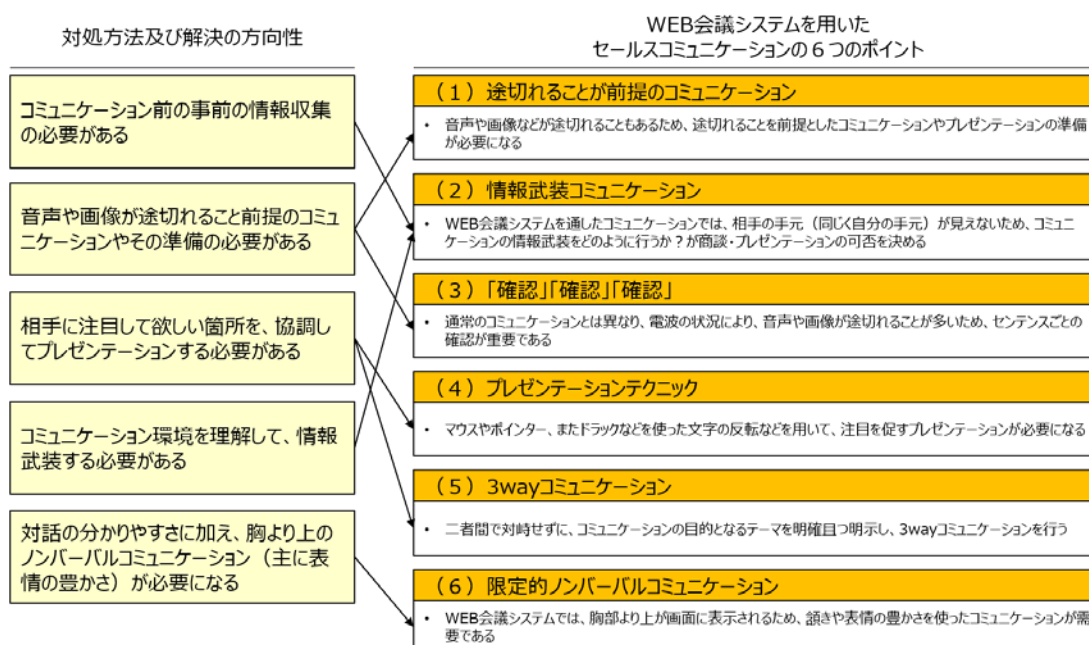 対処方法及び解決の方向性
コミュニケーション前の事前の情報収集
の必要がある
音声や画像が途切れること前提のコミュ
ニケーションやその準備の必要がある
相手に注目して欲しい箇所を、協調し
てプレゼンテーションする必要がある
コミュニケーション環境を理解して、情報
武装する必要がある
対話の分かりやすさに加え、胸より上の
ノンバーバルコミュニケーション（主に表
情の豊かさ）が必要になる
WEB会議システムを用いた
セールスコミュニケーションの６つのポイント
（１）途切れることが前提のコミュニケーション
• 音声や画像などが途切れることもあるため、途切れることを前提としたコミュニケーションやプレゼンテーションの準備
が必要になる
（２）情報武装コミュニケーション
• WEB会議システムを通したコミュニケーションでは、相手の手元（同じく自分の手元）が見えないため、コミュニ
ケーションの情報武装をどのように行うか？が商談・プレゼンテーションの可否を決める
（３）「確認」「確認」「確認」
• 通常のコミュニケーションとは異なり、電波の状況により、音声や画像が途切れることが多いため、センテンスごとの
確認が重要である
（４）プレゼンテーションテクニック
• マウスやポインター、またドラックなどを使った文字の反転などを用いて、注目を促すプレゼンテーションが必要になる
（５）3wayコミュニケーション
• 二者間で対峙せずに、コミュニケーションの目的となるテーマを明確且つ明示し、3wayコミュニケーションを行う
（６）限定的ノンバーバルコミュニケーション
• WEB会議システムでは、胸部より上が画面に表示されるため、頷きや表情の豊かさを使ったコミュニケーションが需
要である